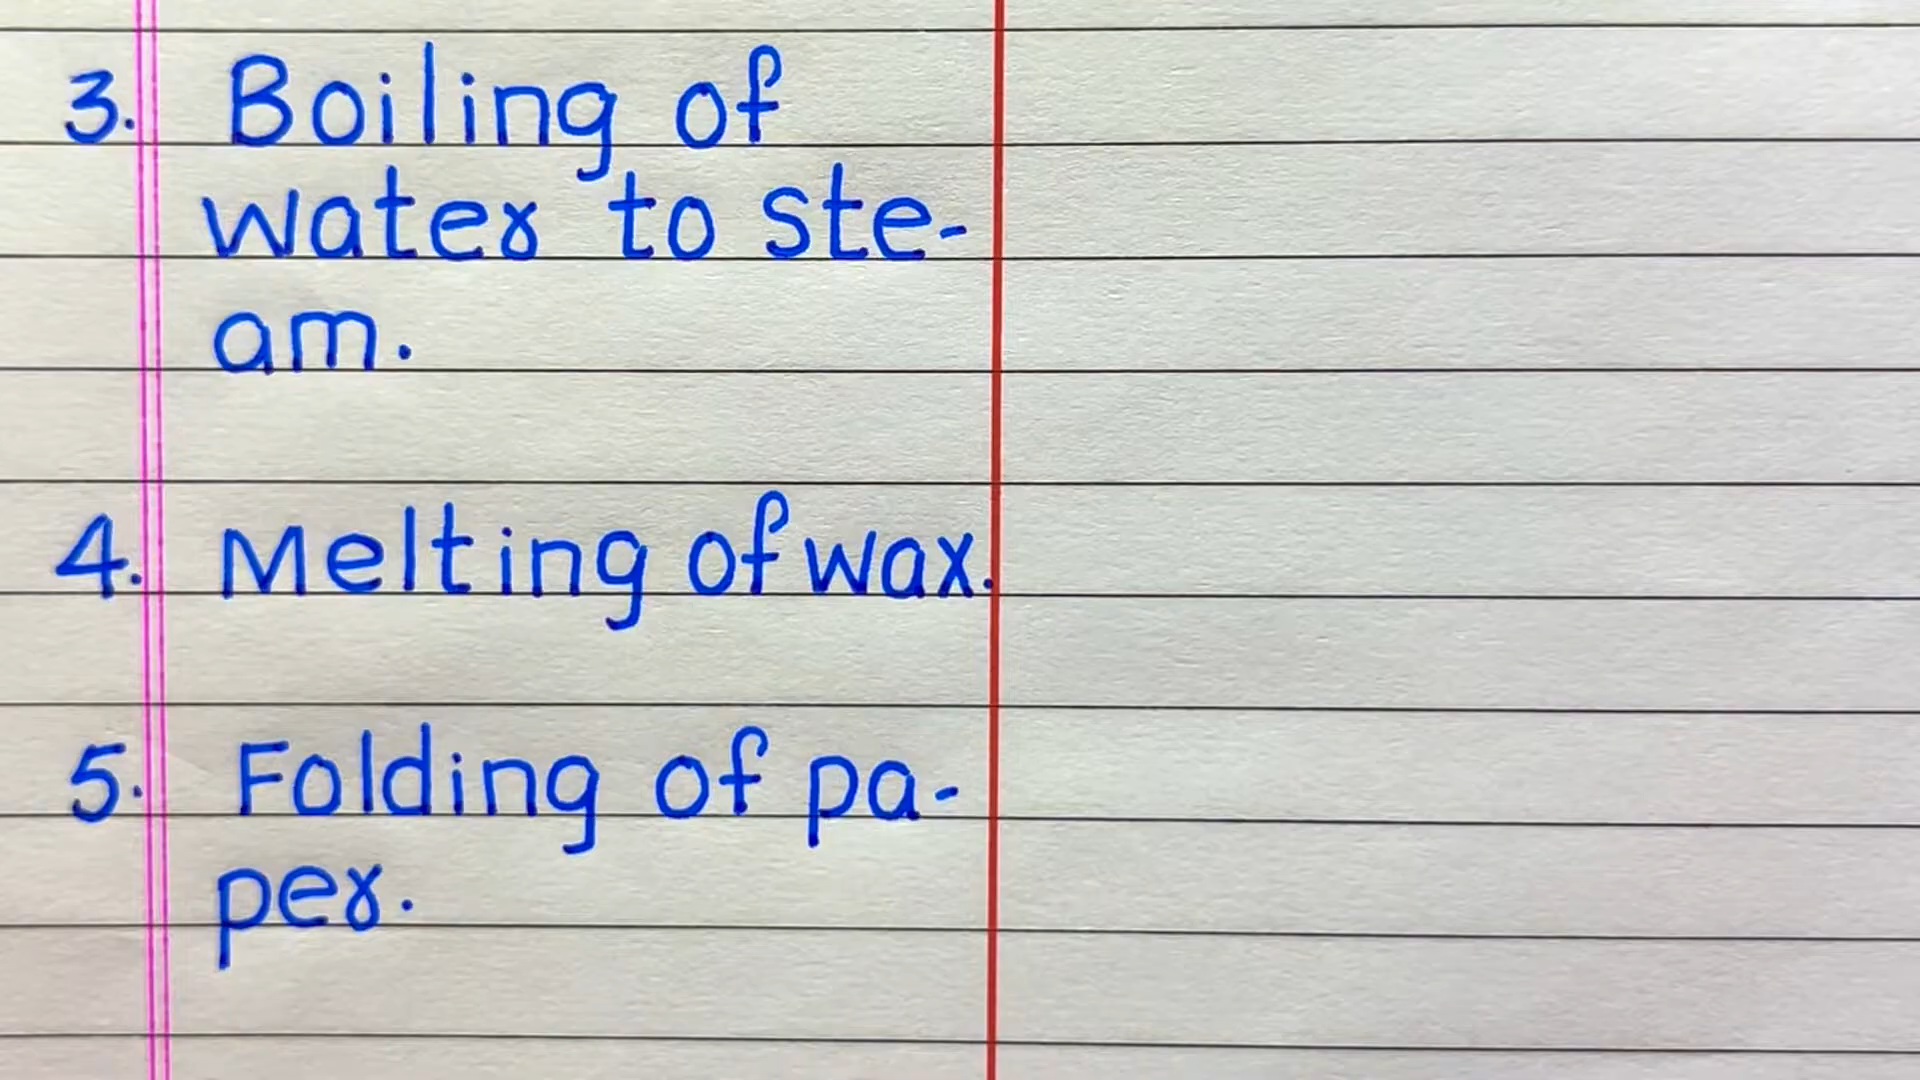 3. Boiling of
water to ste-
am.
4. Melting of wax.
5. Folding of pa-
per.